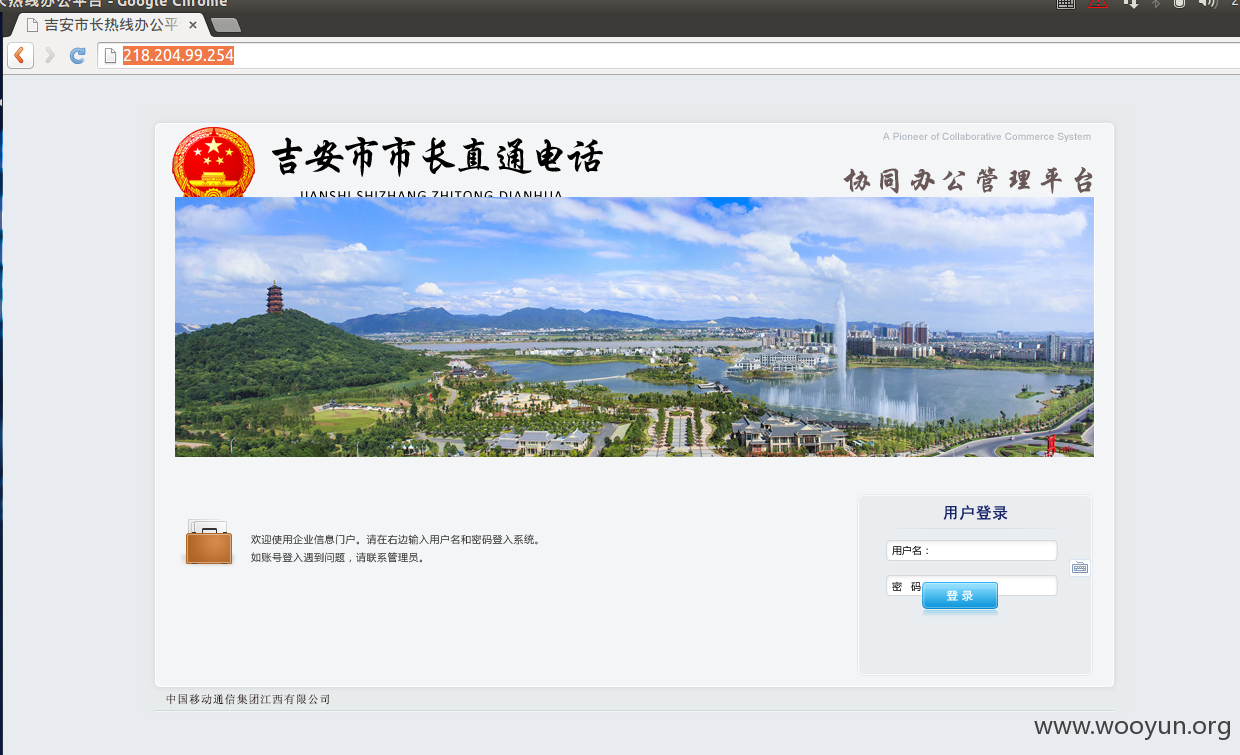 长热线办公平台 - Google Chrome
吉安市长热线办公平
218.204.99.254
A Pioneer of Collaborative Commerce System
吉安市市长直通电话
JIANSHI SHIZHANG ZHITONG DIANHUA
协同办公管理平台
用户登录
欢迎使用企业信息门户。请在右边输入用户名和密码登入系统。
用户名：
如账号登入遇到问题，请联系管理员。
密 码
登 录
中国移动通信集团江西有限公司
www.wooyun.org